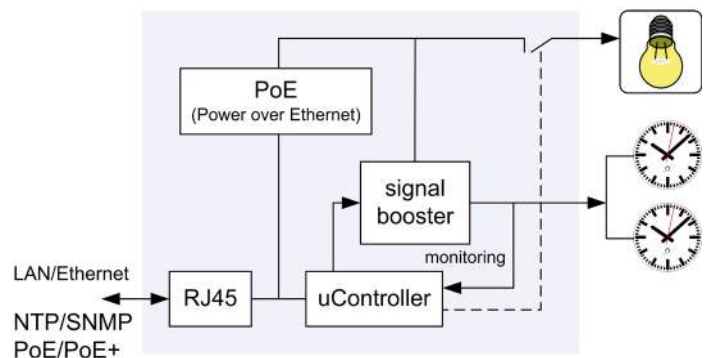 PoE
(Power over Ethernet)
signal
booster
monitoring
LAN/Ethernet
RJ45
uController
NTP/SNMP
PoE/PoE+